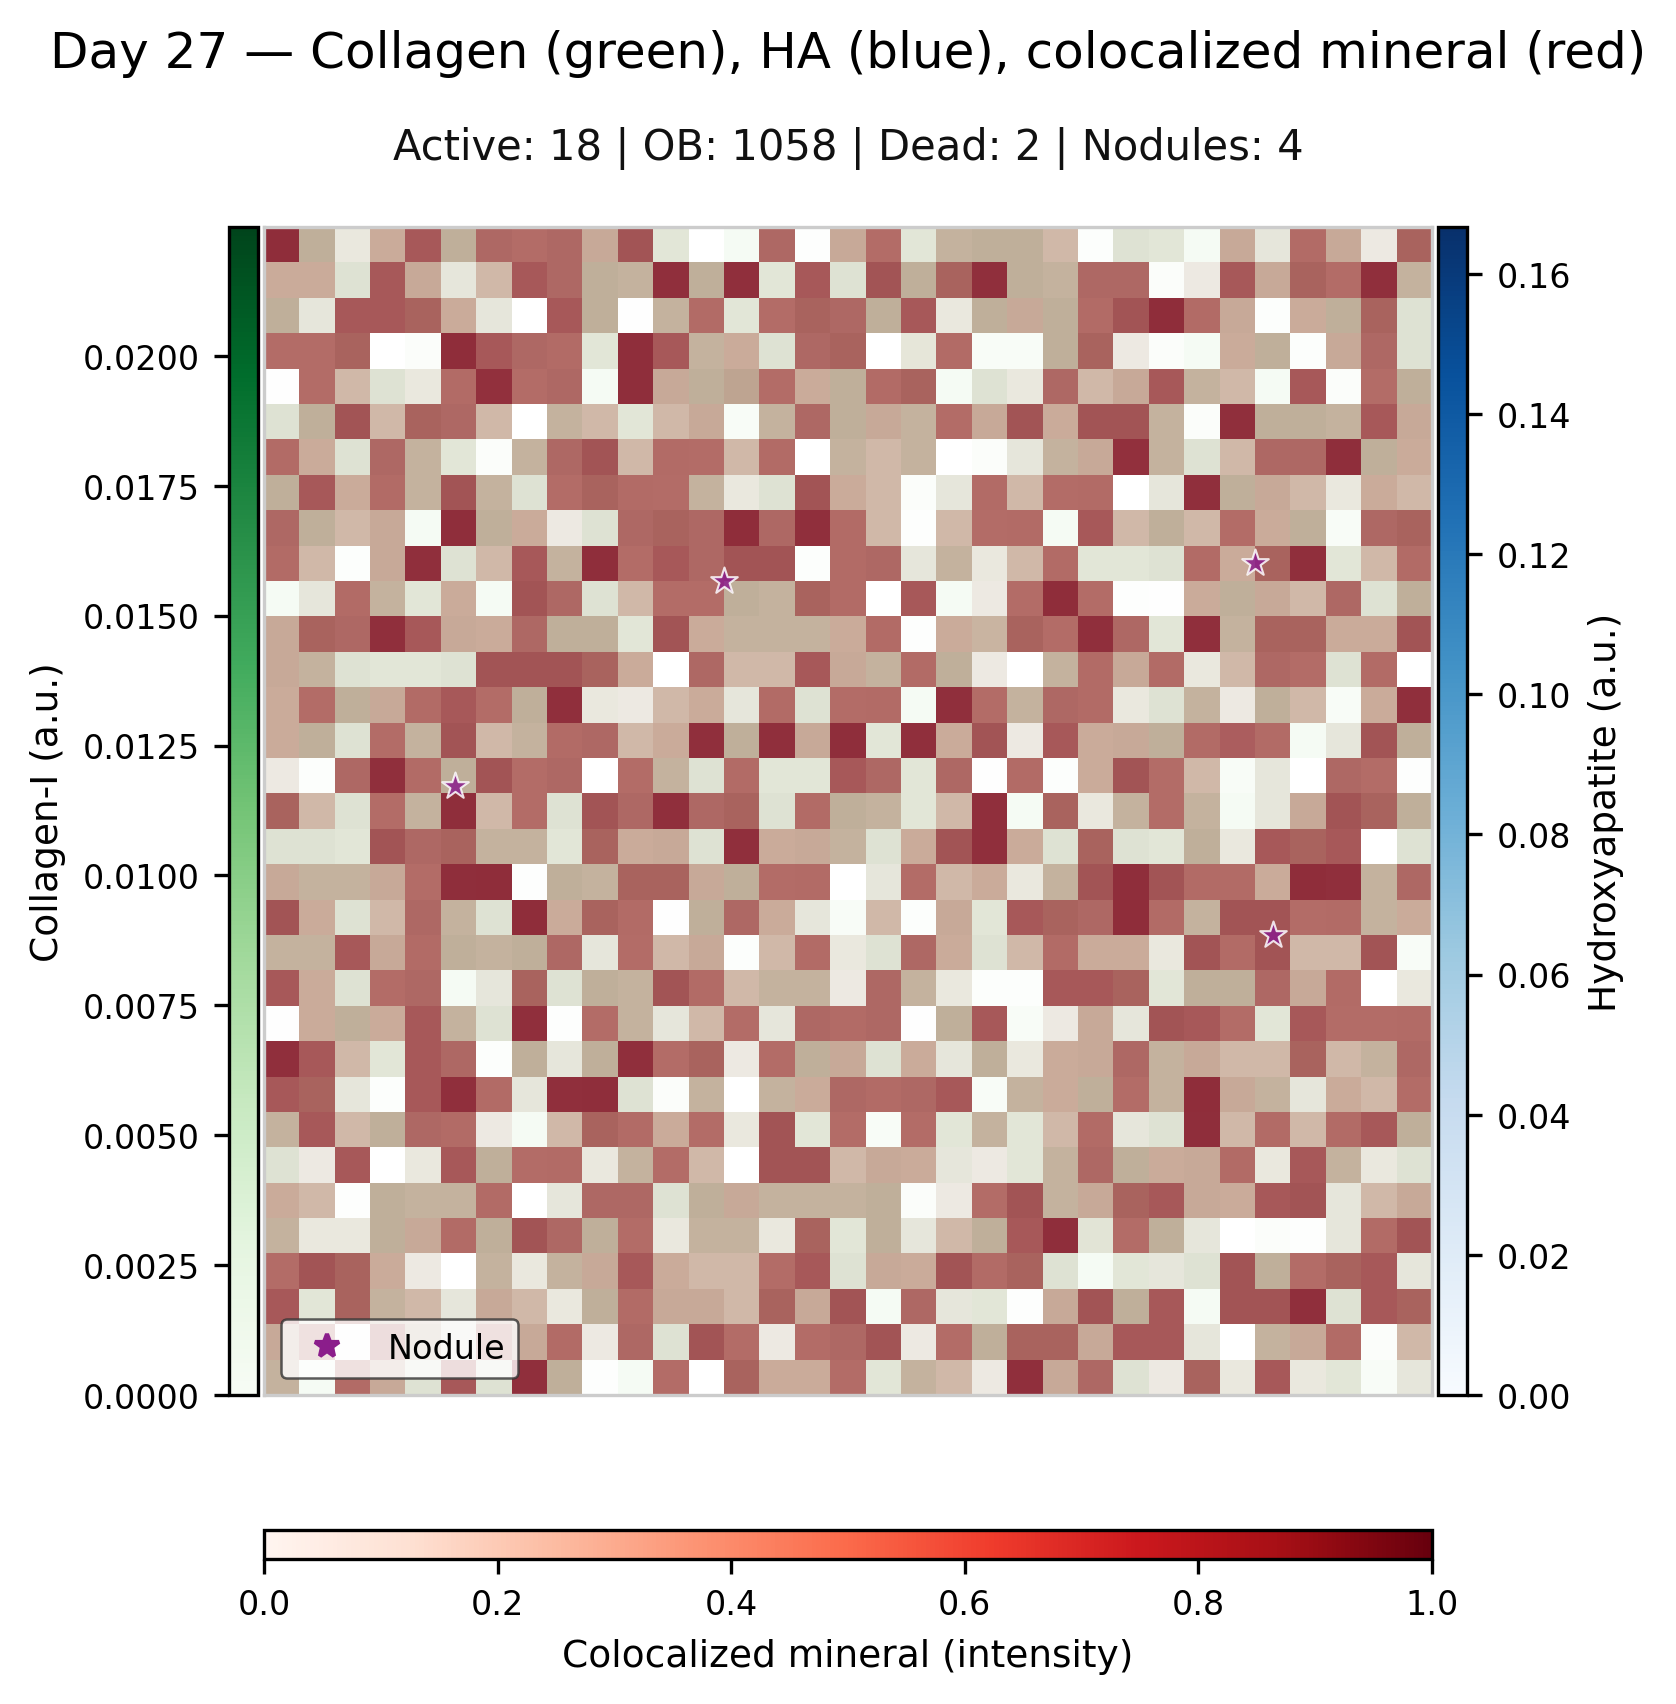 Day 27 — Collagen (green), HA (blue), colocalized mineral (red)
Active: 18 | OB: 1058 | Dead: 2 | Nodules: 4
Collagen-I (a.u.)
0.0200
0.0175
0.0150
0.0125
0.0100
0.0075
0.0050
0.0025
0.0000
Nodule
0.16
0.14
0.12
0.10
0.08
0.06
0.04
0.02
0.00
Hydroxyapatite (a.u.)
0.0 0.2 0.4 0.6 0.8 1.0
Colocalized mineral (intensity)